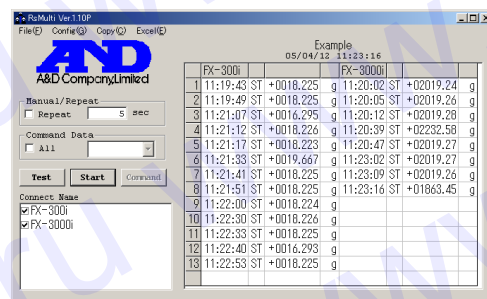 RsMulti Ver.1.10P
File(F) Config(G) Copy(C) Excel(E)
AND
A&D Company,Limited
Manual/Repeat
Repeat 5 sec
Command Data
All
Test Start Command
Connect Name
FX-300i
FX-3000i
Example
05/04/12 11:23:16
FX-300i FX-3000i
1 11:19:43 ST +0018.225 g 11:20:02 ST +02019.24 g
2 11:19:49 ST +0018.225 g 11:20:05 ST +02019.26 g
3 11:21:07 ST +0016.295 g 11:20:12 ST +02019.28 g
4 11:21:12 ST +0018.226 g 11:20:39 ST +02232.58 g
5 11:21:17 ST +0018.223 g 11:20:47 ST +02019.27 g
6 11:21:33 ST +0019.667 g 11:23:02 ST +02019.27 g
7 11:21:41 ST +0018.225 g 11:23:09 ST +02019.26 g
8 11:21:51 ST +0018.225 g 11:23:16 ST +01863.45 g
9 11:22:00 ST +0018.224 g
10 11:22:30 ST +0018.226 g
11 11:22:33 ST +0018.225 g
12 11:22:40 ST +0016.293 g
13 11:22:53 ST +0018.225 g